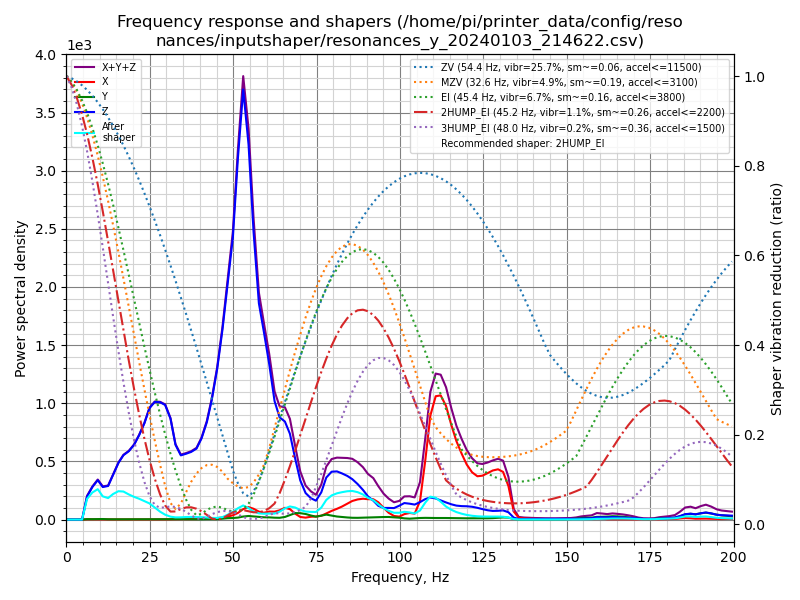 Frequency response and shapers (/home/pi/printer_data/config/reso
nances/inputshaper/resonances_y_20240103_214622.csv)
1e3
X+Y+Z
X
Y
Z
After
shaper
ZV (54.4 Hz, vibr=25.7%, sm~=0.06, accel<=11500)
MZV (32.6 Hz, vibr=4.9%, sm~=0.19, accel<=3100)
EI (45.4 Hz, vibr=6.7%, sm~=0.16, accel<=3800)
2HUMP_EI (45.2 Hz, vibr=1.1%, sm~=0.26, accel<=2200)
3HUMP_EI (48.0 Hz, vibr=0.2%, sm~=0.36, accel<=1500)
Recommended shaper: 2HUMP_EI
4.0
3.5
3.0
2.5
2.0
1.5
1.0
0.5
0.0
Power spectral density
1.0
0.8
0.6
0.4
0.2
0.0
Shaper vibration reduction (ratio)
0 25 50 75 100 125 150 175 200
Frequency, Hz